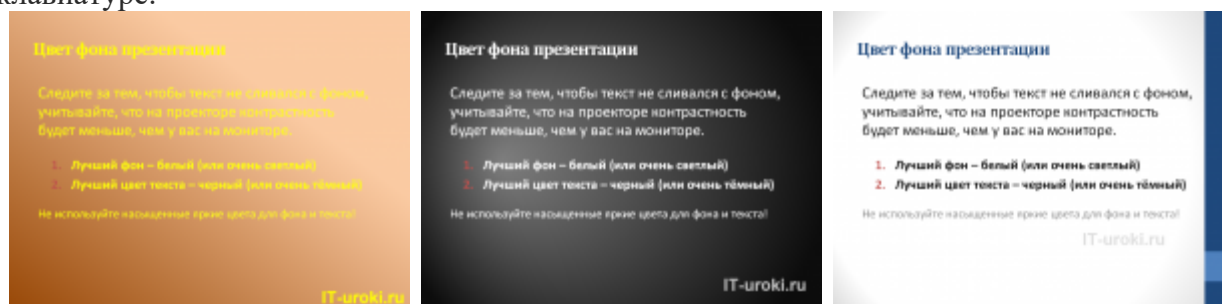 клавиатуре.
Цвет фона презентации
Следите за тем, чтобы текст не сливался с фоном,
учитывайте, что на проекторе контрастность
будет меньше, чем у вас на мониторе.
1. Лучший фон – белый (или очень светлый)
2. Лучший цвет текста – черный (или очень тёмный)
Не используйте насыщенные яркие цвета для фона и текста!
IT-uroki.ru
Цвет фона презентации
Следите за тем, чтобы текст не сливался с фоном,
учитывайте, что на проекторе контрастность
будет меньше, чем у вас на мониторе.
1. Лучший фон – белый (или очень светлый)
2. Лучший цвет текста – черный (или очень тёмный)
Не используйте насыщенные яркие цвета для фона и текста!
IT-uroki.ru
Цвет фона презентации
Следите за тем, чтобы текст не сливался с фоном,
учитывайте, что на проекторе контрастность
будет меньше, чем у вас на мониторе.
1. Лучший фон – белый (или очень светлый)
2. Лучший цвет текста – черный (или очень тёмный)
Не используйте насыщенные яркие цвета для фона и текста!
IT-uroki.ru